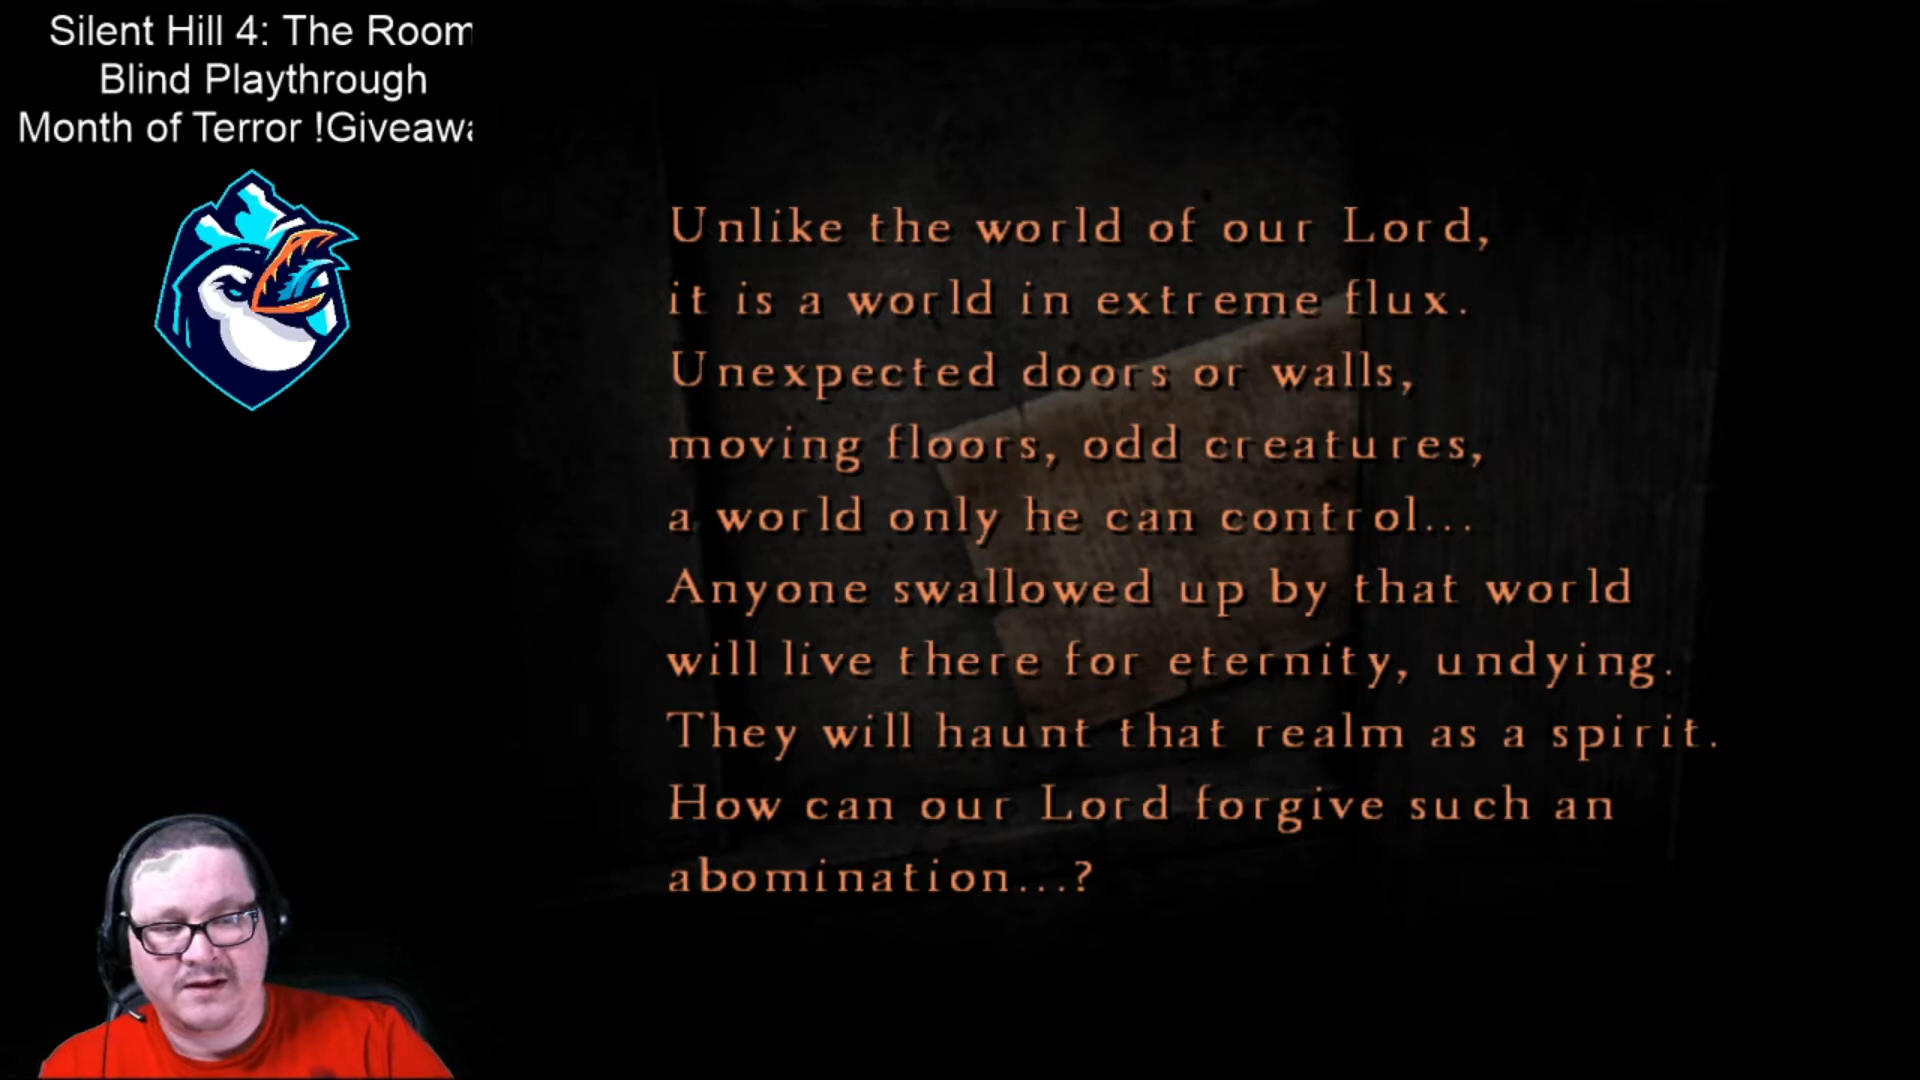 Silent Hill 4: The Room
Blind Playthrough
Month of Terror !Giveawa
Unlike the world of our Lord,
it is a world in extreme flux.
Unexpected doors or walls,
moving floors, odd creatures,
a world only he can control...
Anyone swallowed up by that world
will live there for eternity, undying.
They will haunt that realm as a spirit.
How can our Lord forgive such an
abomination...?